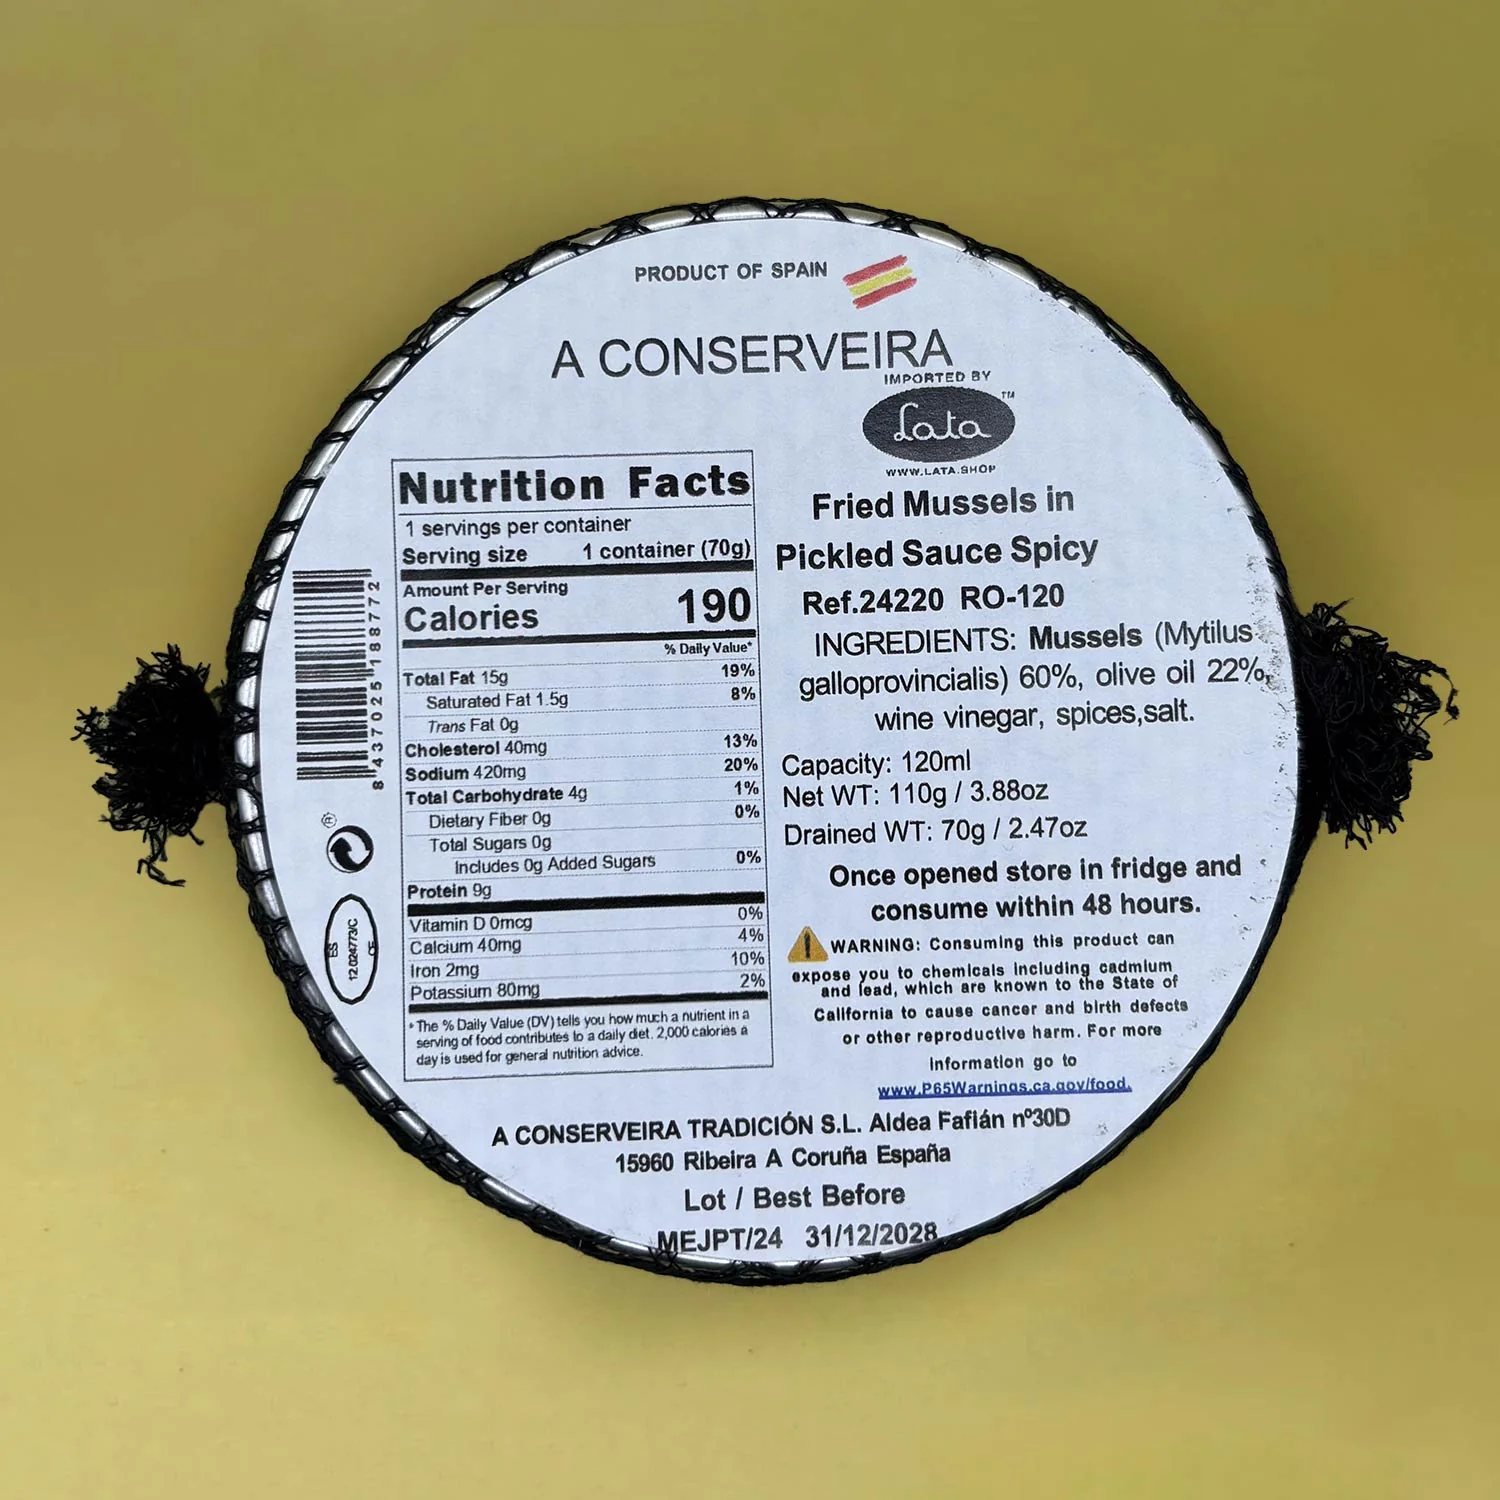 PRODUCT OF SPAIN
A CONSERVEIRA
IMPORTED BY
Lata
TM
WWW.LATA.SHOP
Nutrition Facts
1 servings per container
Serving size 1 container (70g)
Amount Per Serving
Calories 190
% Daily Value*
Total Fat 15g 19%
Saturated Fat 1.5g 8%
Trans Fat 0g
Cholesterol 40mg 13%
Sodium 420mg 20%
Total Carbohydrate 4g 1%
Dietary Fiber 0g 0%
Total Sugars 0g
Includes 0g Added Sugars 0%
Protein 9g
Vitamin D 0mcg 0%
Calcium 40mg 4%
Iron 2mg 10%
Potassium 80mg 2%
* The % Daily Value (DV) tells you how much a nutrient in a
serving of food contributes to a daily diet. 2,000 calories a
day is used for general nutrition advice.
8 437025 188772
ES
12.024773/C
CE
Fried Mussels in
Pickled Sauce Spicy
Ref.24220 RO-120
INGREDIENTS: Mussels (Mytilus
galloprovincialis) 60%, olive oil 22%,
wine vinegar, spices,salt.
Capacity: 120ml
Net WT: 110g / 3.88oz
Drained WT: 70g / 2.47oz
Once opened store in fridge and
consume within 48 hours.
WARNING: Consuming this product can
expose you to chemicals including cadmium
and lead, which are known to the State of
California to cause cancer and birth defects
or other reproductive harm. For more
information go to
www.P65Warnings.ca.gov/food.
A CONSERVEIRA TRADICIÓN S.L. Aldea Fafián nº30D
15960 Ribeira A Coruña España
Lot / Best Before
MEJPT/24 31/12/2028